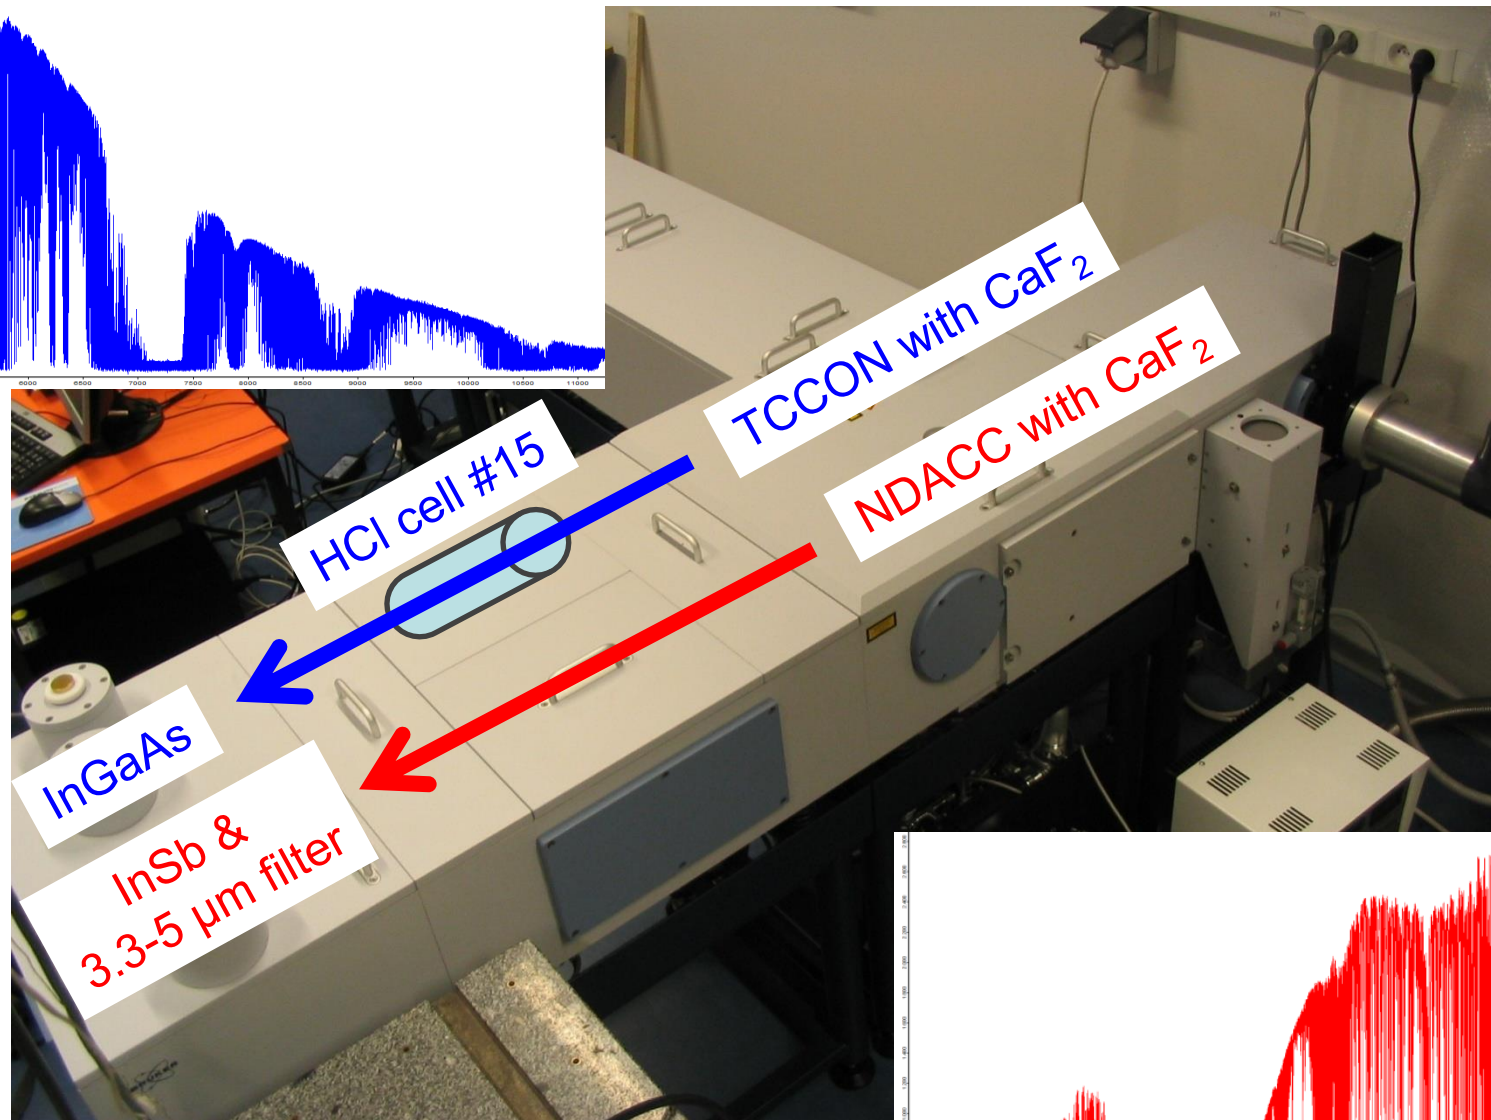 6000 6500 7000 7500 8000 8500 9000 9500 10000 10500 11000
TCCON with CaF₂
NDACC with CaF₂
HCl cell #15
InGaAs
InSb &
3.3-5 µm filter
BRUKER